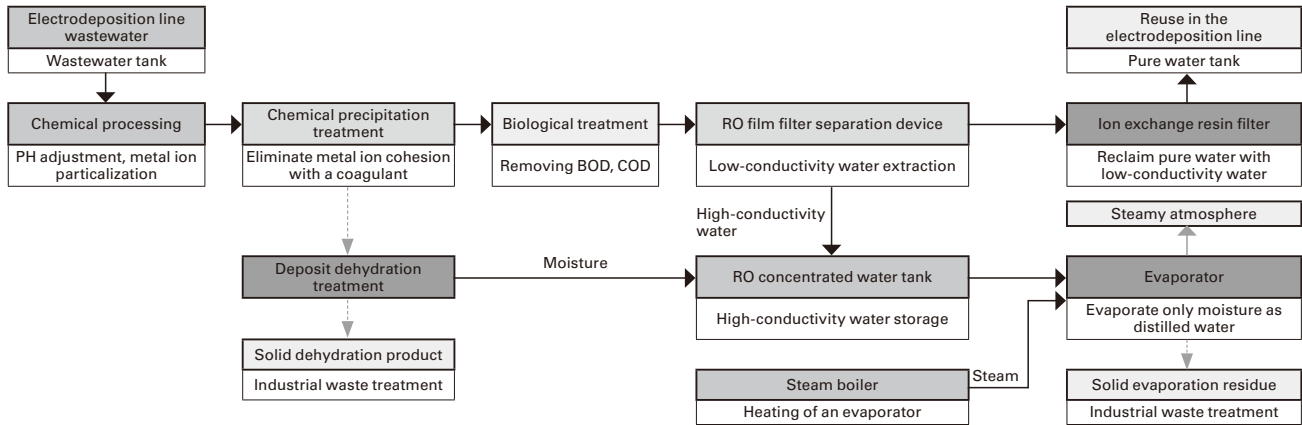 Electrodeposition line
wastewater
Wastewater tank
Reuse in the
electrodeposition line
Pure water tank
Chemical processing
PH adjustment, metal ion
particalization
Chemical precipitation
treatment
Eliminate metal ion cohesion
with a coagulant
Biological treatment
Removing BOD, COD
RO film filter separation device
Low-conductivity water extraction
Ion exchange resin filter
Reclaim pure water with
low-conductivity water
High-conductivity
water
Steamy atmosphere
Deposit dehydration
treatment
Moisture
RO concentrated water tank
High-conductivity water storage
Evaporator
Evaporate only moisture as
distilled water
Solid dehydration product
Industrial waste treatment
Steam boiler
Heating of an evaporator
Steam
Solid evaporation residue
Industrial waste treatment